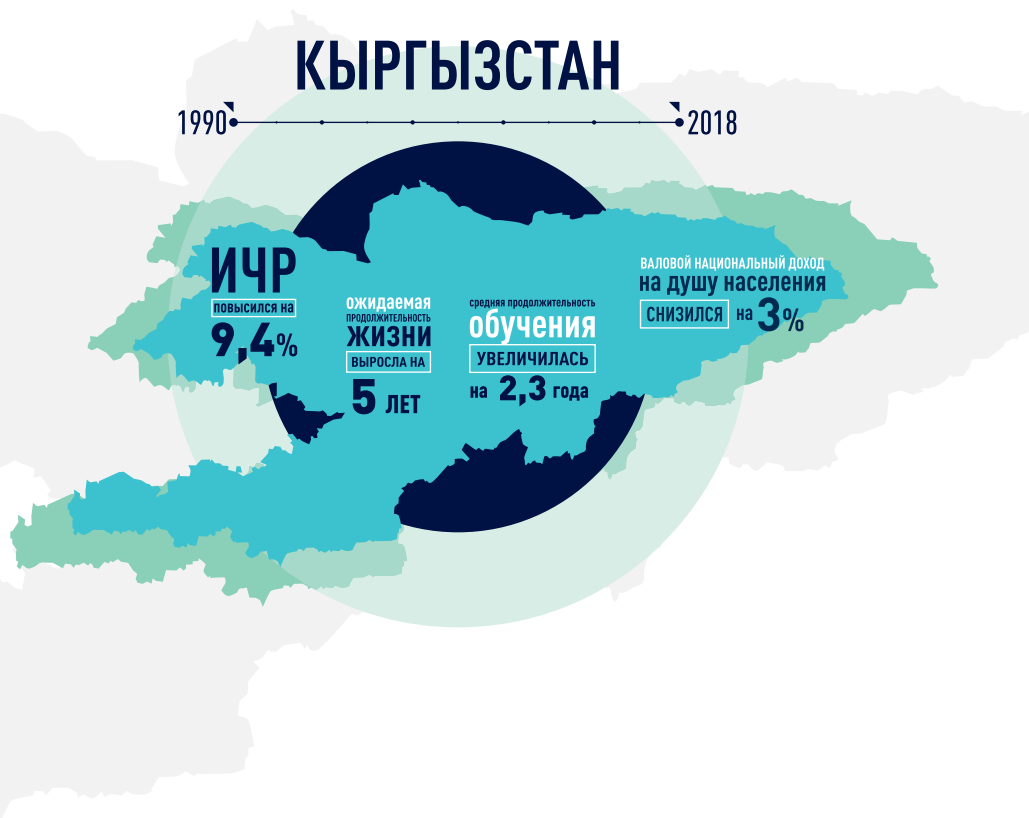 КЫРГЫЗСТАН
1990 2018
ИЧР
повысился на
9,4%
ожидаемая
продолжительность
жизни
выросла на
5 лет
средняя продолжительность
обучения
увеличилась
на 2,3 года
валовой национальный доход
на душу населения
снизился на 3%